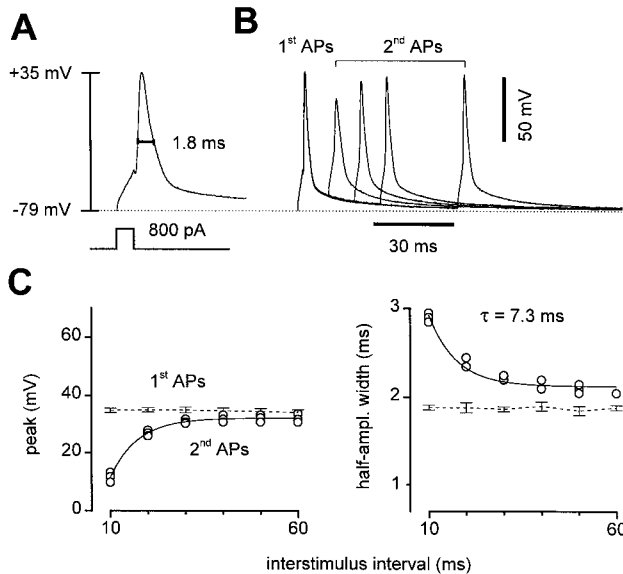 A
+35 mV
1.8 ms
-79 mV
800 pA
B
1st APs
2nd APs
50 mV
30 ms
C
peak (mV)
60
40
20
0
1st APs
2nd APs
10
60
half-ampl. width (ms)
3
2
1
τ = 7.3 ms
10
60
interstimulus interval (ms)